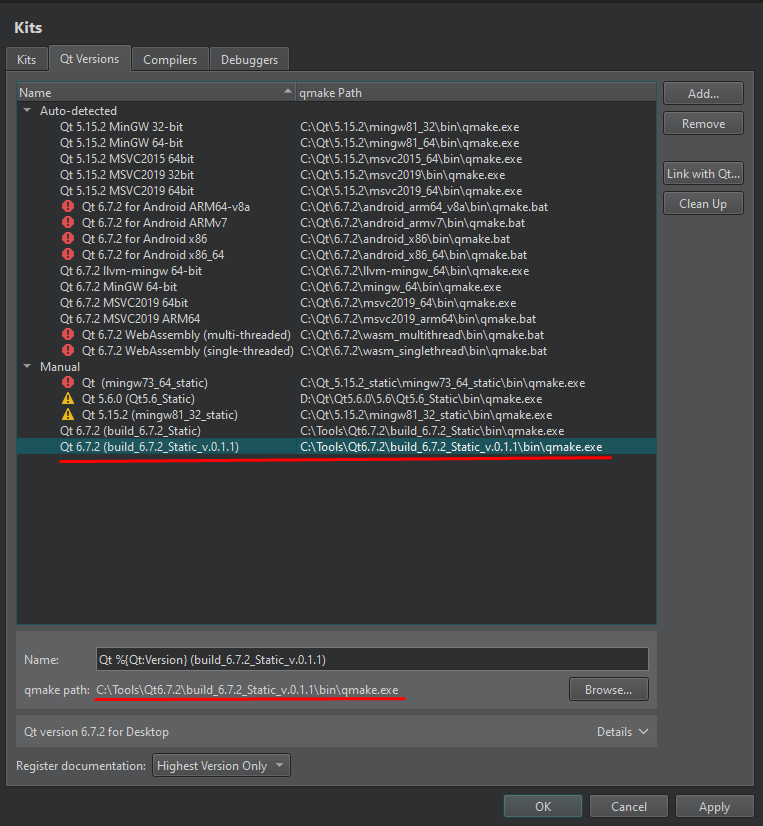 Kits
Kits Qt Versions Compilers Debuggers
Name qmake Path
Add...
Remove
Link with Qt...
Clean Up
Auto-detected
Qt 5.15.2 MinGW 32-bit C:\Qt\5.15.2\mingw81_32\bin\qmake.exe
Qt 5.15.2 MinGW 64-bit C:\Qt\5.15.2\mingw81_64\bin\qmake.exe
Qt 5.15.2 MSVC2015 64bit C:\Qt\5.15.2\msvc2015_64\bin\qmake.exe
Qt 5.15.2 MSVC2019 32bit C:\Qt\5.15.2\msvc2019\bin\qmake.exe
Qt 5.15.2 MSVC2019 64bit C:\Qt\5.15.2\msvc2019_64\bin\qmake.exe
Qt 6.7.2 for Android ARM64-v8a C:\Qt\6.7.2\android_arm64_v8a\bin\qmake.bat
Qt 6.7.2 for Android ARMv7 C:\Qt\6.7.2\android_armv7\bin\qmake.bat
Qt 6.7.2 for Android x86 C:\Qt\6.7.2\android_x86\bin\qmake.bat
Qt 6.7.2 for Android x86_64 C:\Qt\6.7.2\android_x86_64\bin\qmake.bat
Qt 6.7.2 llvm-mingw 64-bit C:\Qt\6.7.2\llvm-mingw_64\bin\qmake.exe
Qt 6.7.2 MinGW 64-bit C:\Qt\6.7.2\mingw_64\bin\qmake.exe
Qt 6.7.2 MSVC2019 64bit C:\Qt\6.7.2\msvc2019_64\bin\qmake.exe
Qt 6.7.2 MSVC2019 ARM64 C:\Qt\6.7.2\msvc2019_arm64\bin\qmake.bat
Qt 6.7.2 WebAssembly (multi-threaded) C:\Qt\6.7.2\wasm_multithread\bin\qmake.bat
Qt 6.7.2 WebAssembly (single-threaded) C:\Qt\6.7.2\wasm_singlethread\bin\qmake.bat
Manual
Qt (mingw73_64_static) C:\Qt_5.15.2_static\mingw73_64_static\bin\qmake.exe
Qt 5.6.0 (Qt5.6_Static) D:\Qt\Qt5.6.0\5.6\Qt5.6_Static\bin\qmake.exe
Qt 5.15.2 (mingw81_32_static) C:\Qt\5.15.2\mingw81_32_static\bin\qmake.exe
Qt 6.7.2 (build_6.7.2_Static) C:\Tools\Qt6.7.2\build_6.7.2_Static\bin\qmake.exe
Qt 6.7.2 (build_6.7.2_Static_v.0.1.1) C:\Tools\Qt6.7.2\build_6.7.2_Static_v.0.1.1\bin\qmake.exe
Name: Qt %{Qt:Version} (build_6.7.2_Static_v.0.1.1)
qmake path: C:\Tools\Qt6.7.2\build_6.7.2_Static_v.0.1.1\bin\qmake.exe Browse...
Qt version 6.7.2 for Desktop Details
Register documentation: Highest Version Only
OK Cancel Apply